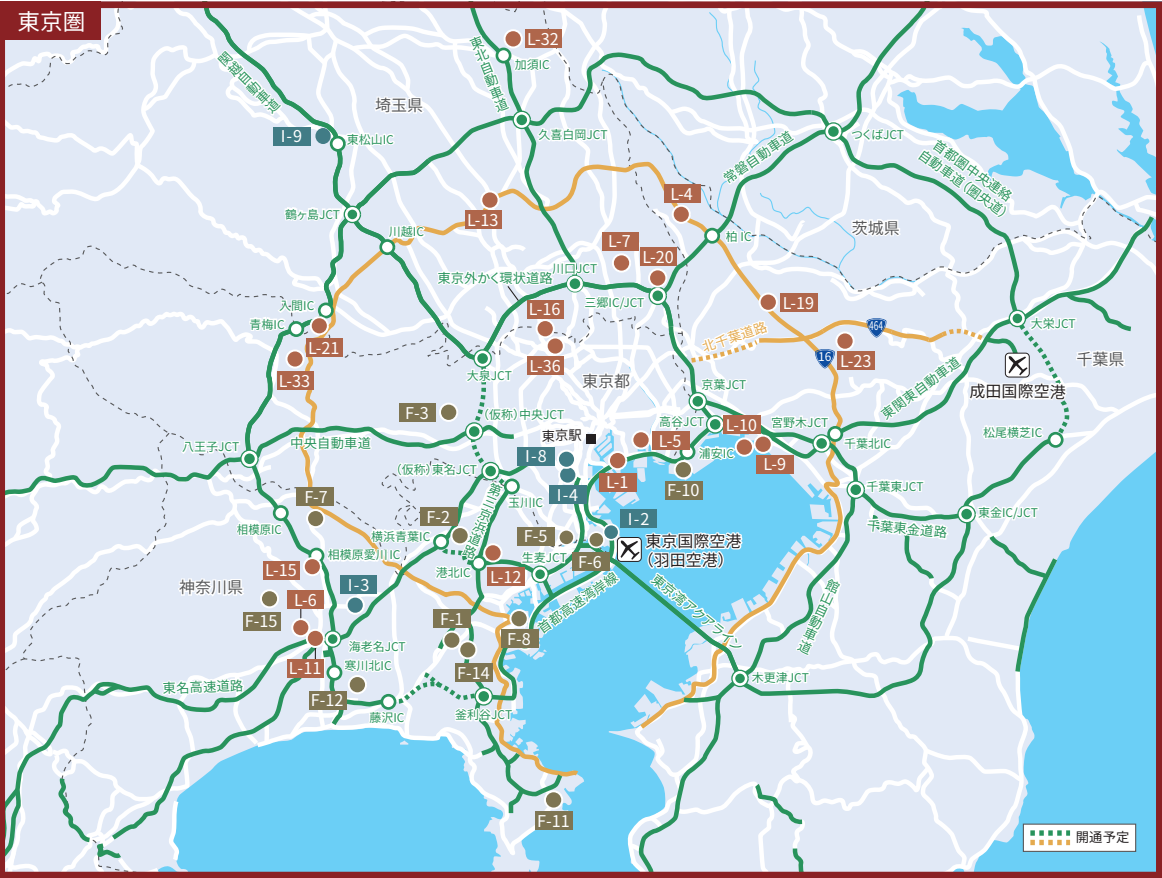 東京圏
L-32
加須IC
東北自動車道
関越自動車道
埼玉県
I-9
東松山IC
久喜白岡JCT
つくばJCT
常磐自動車道
首都圏中央連絡
自動車道（圏央道）
鶴ヶ島JCT
L-13
L-4
川越IC
柏IC
茨城県
L-7
L-20
東京外かく環状道路
川口JCT
三郷IC/JCT
入間IC
青梅IC
L-16
L-19
L-21
L-36
北千葉道路
464
16
L-23
大栄JCT
千葉県
L-33
大泉JCT
東京都
京葉JCT
東関東自動車道
成田国際空港
F-3
（仮称）中央JCT
高谷JCT
L-10
宮野木JCT
八王子JCT
中央自動車道
東京駅
L-5
浦安IC
千葉北IC
松尾横芝IC
I-8
L-9
（仮称）東名JCT
L-1
F-10
千葉東JCT
F-7
玉川IC
I-4
第三京浜道路
F-2
I-2
東金IC/JCT
相模原IC
横浜青葉IC
F-5
東京国際空港
（羽田空港）
千葉東金道路
相模原愛川IC
生麦JCT
F-6
L-15
港北IC
L-12
I-3
神奈川県
L-6
F-15
首都高速湾岸線
東京湾アクアライン
館山自動車道
F-1
F-8
海老名JCT
L-11
寒川北IC
F-14
木更津JCT
東名高速道路
F-12
藤沢IC
釜利谷JCT
F-11
開通予定